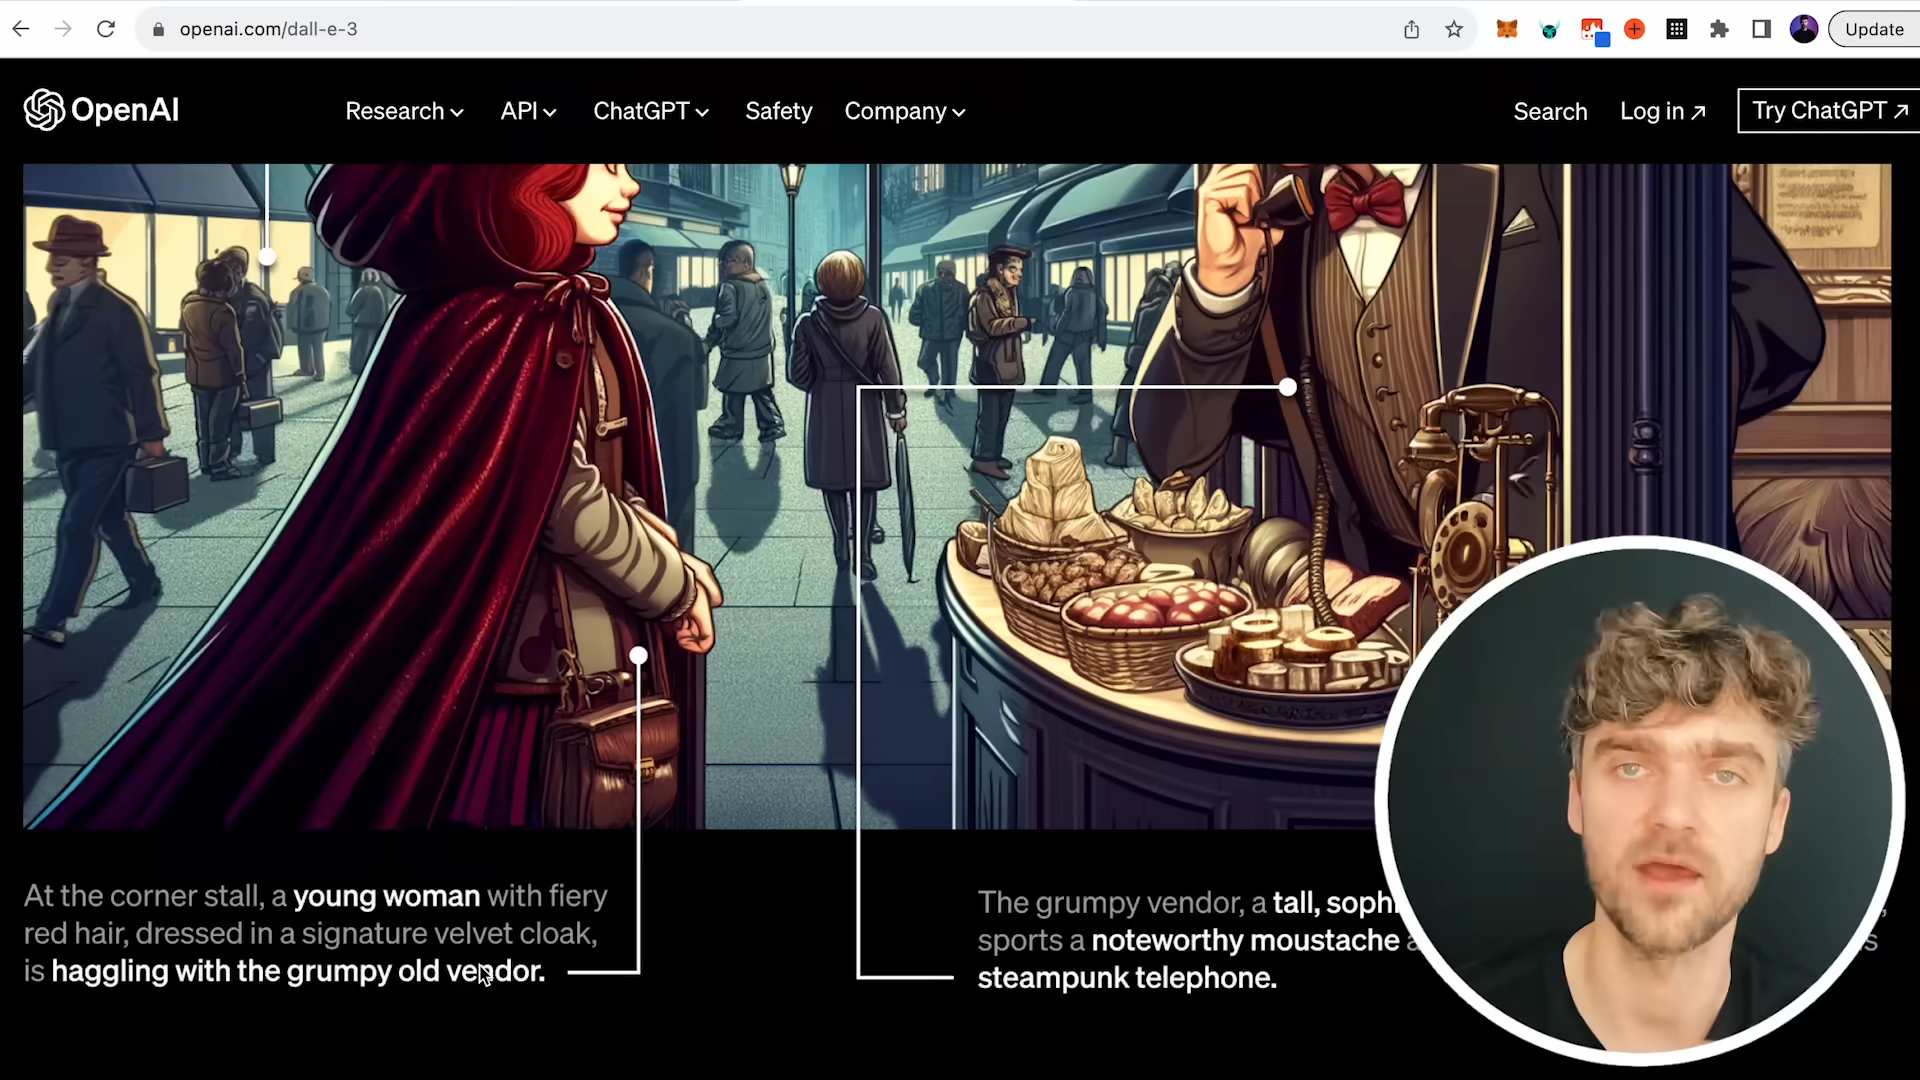 openai.com/dall-e-3
Update
OpenAI
Research
API
ChatGPT
Safety
Company
Search
Log in ↗
Try ChatGPT ↗
At the corner stall, a young woman with fiery
red hair, dressed in a signature velvet cloak,
is haggling with the grumpy old vendor.
The grumpy vendor, a tall,
sports a noteworthy moustache
steampunk telephone.